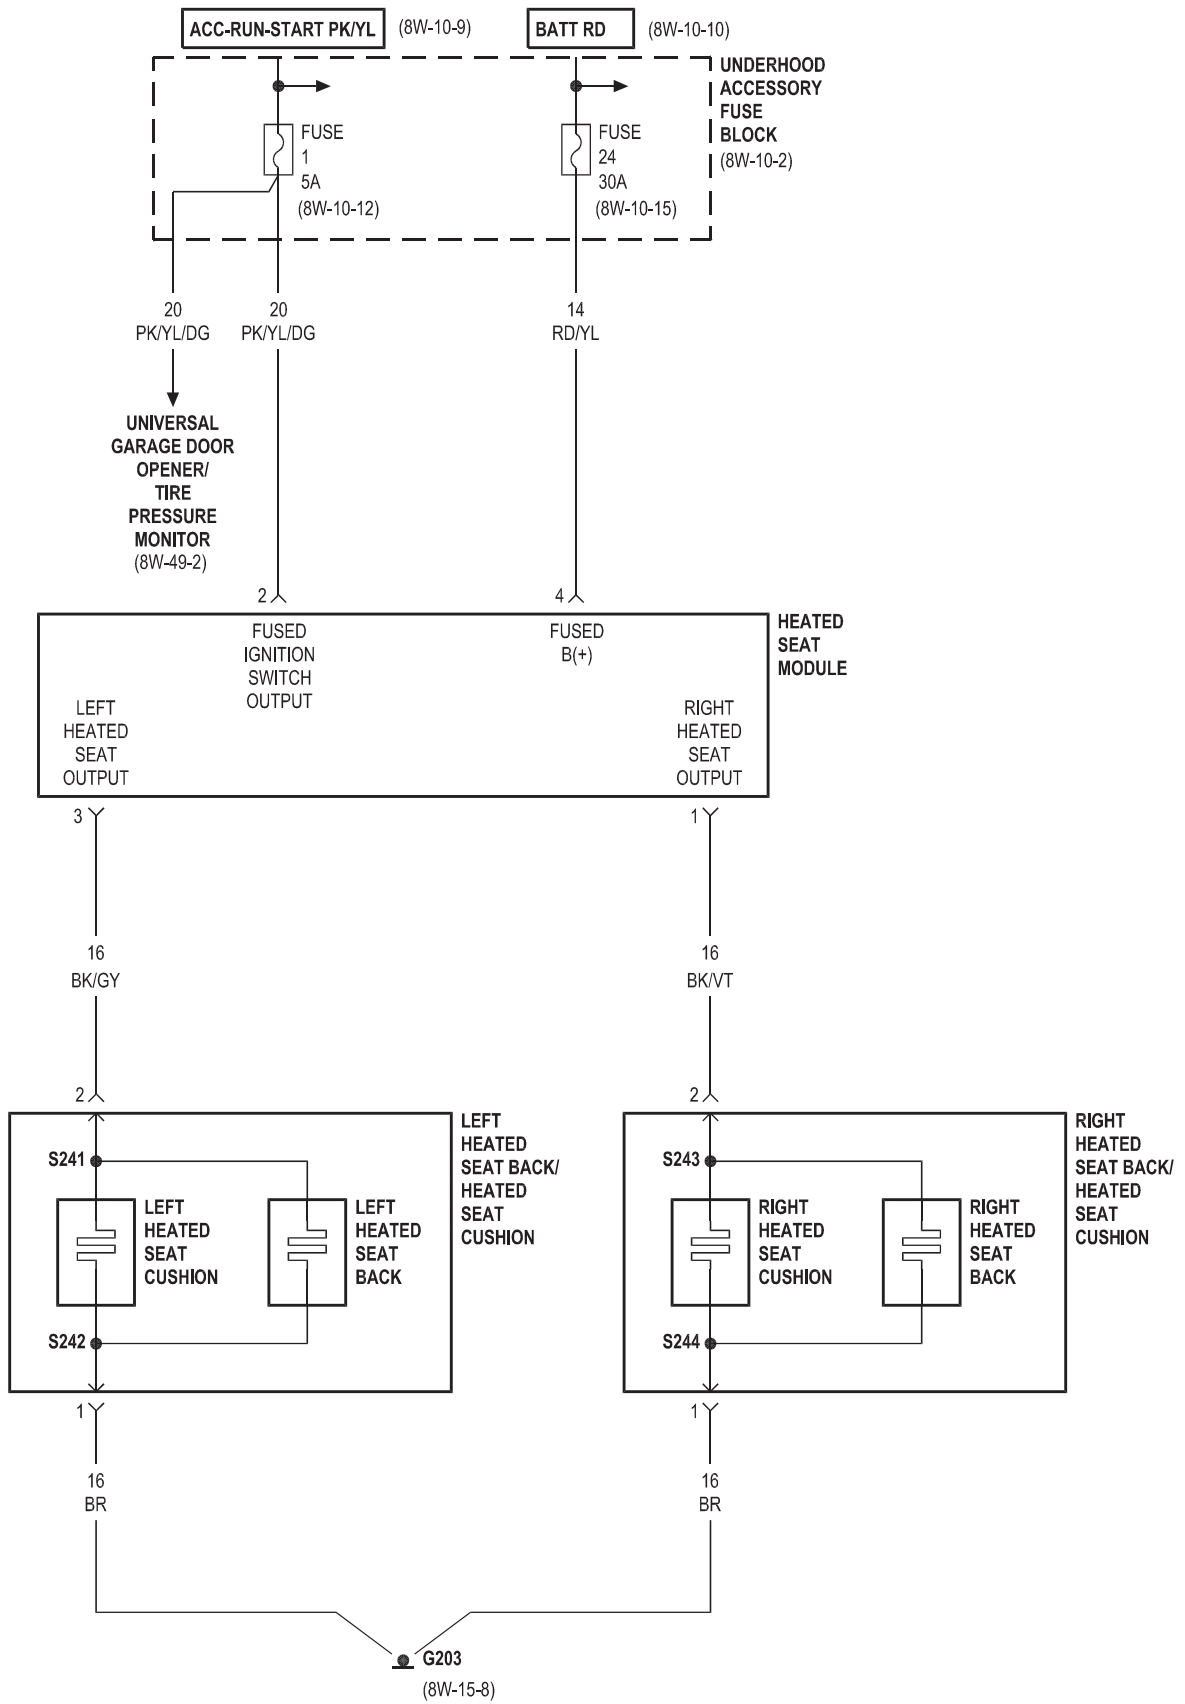 ACC-RUN-START PK/YL
(8W-10-9)
BATT RD
(8W-10-10)
UNDERHOOD
ACCESSORY
FUSE
BLOCK
(8W-10-2)
FUSE
1
5A
(8W-10-12)
FUSE
24
30A
(8W-10-15)
20
PK/YL/DG
20
PK/YL/DG
14
RD/YL
UNIVERSAL
GARAGE DOOR
OPENER/
TIRE
PRESSURE
MONITOR
(8W-49-2)
2
4
HEATED
SEAT
MODULE
FUSED
IGNITION
SWITCH
OUTPUT
FUSED
B(+)
LEFT
HEATED
SEAT
OUTPUT
RIGHT
HEATED
SEAT
OUTPUT
3
1
16
BK/GY
16
BK/VT
2
2
LEFT
HEATED
SEAT BACK/
HEATED
SEAT
CUSHION
RIGHT
HEATED
SEAT BACK/
HEATED
SEAT
CUSHION
S241
LEFT
HEATED
SEAT
CUSHION
LEFT
HEATED
SEAT
BACK
S242
S243
RIGHT
HEATED
SEAT
CUSHION
RIGHT
HEATED
SEAT
BACK
S244
1
1
16
BR
16
BR
G203
(8W-15-8)